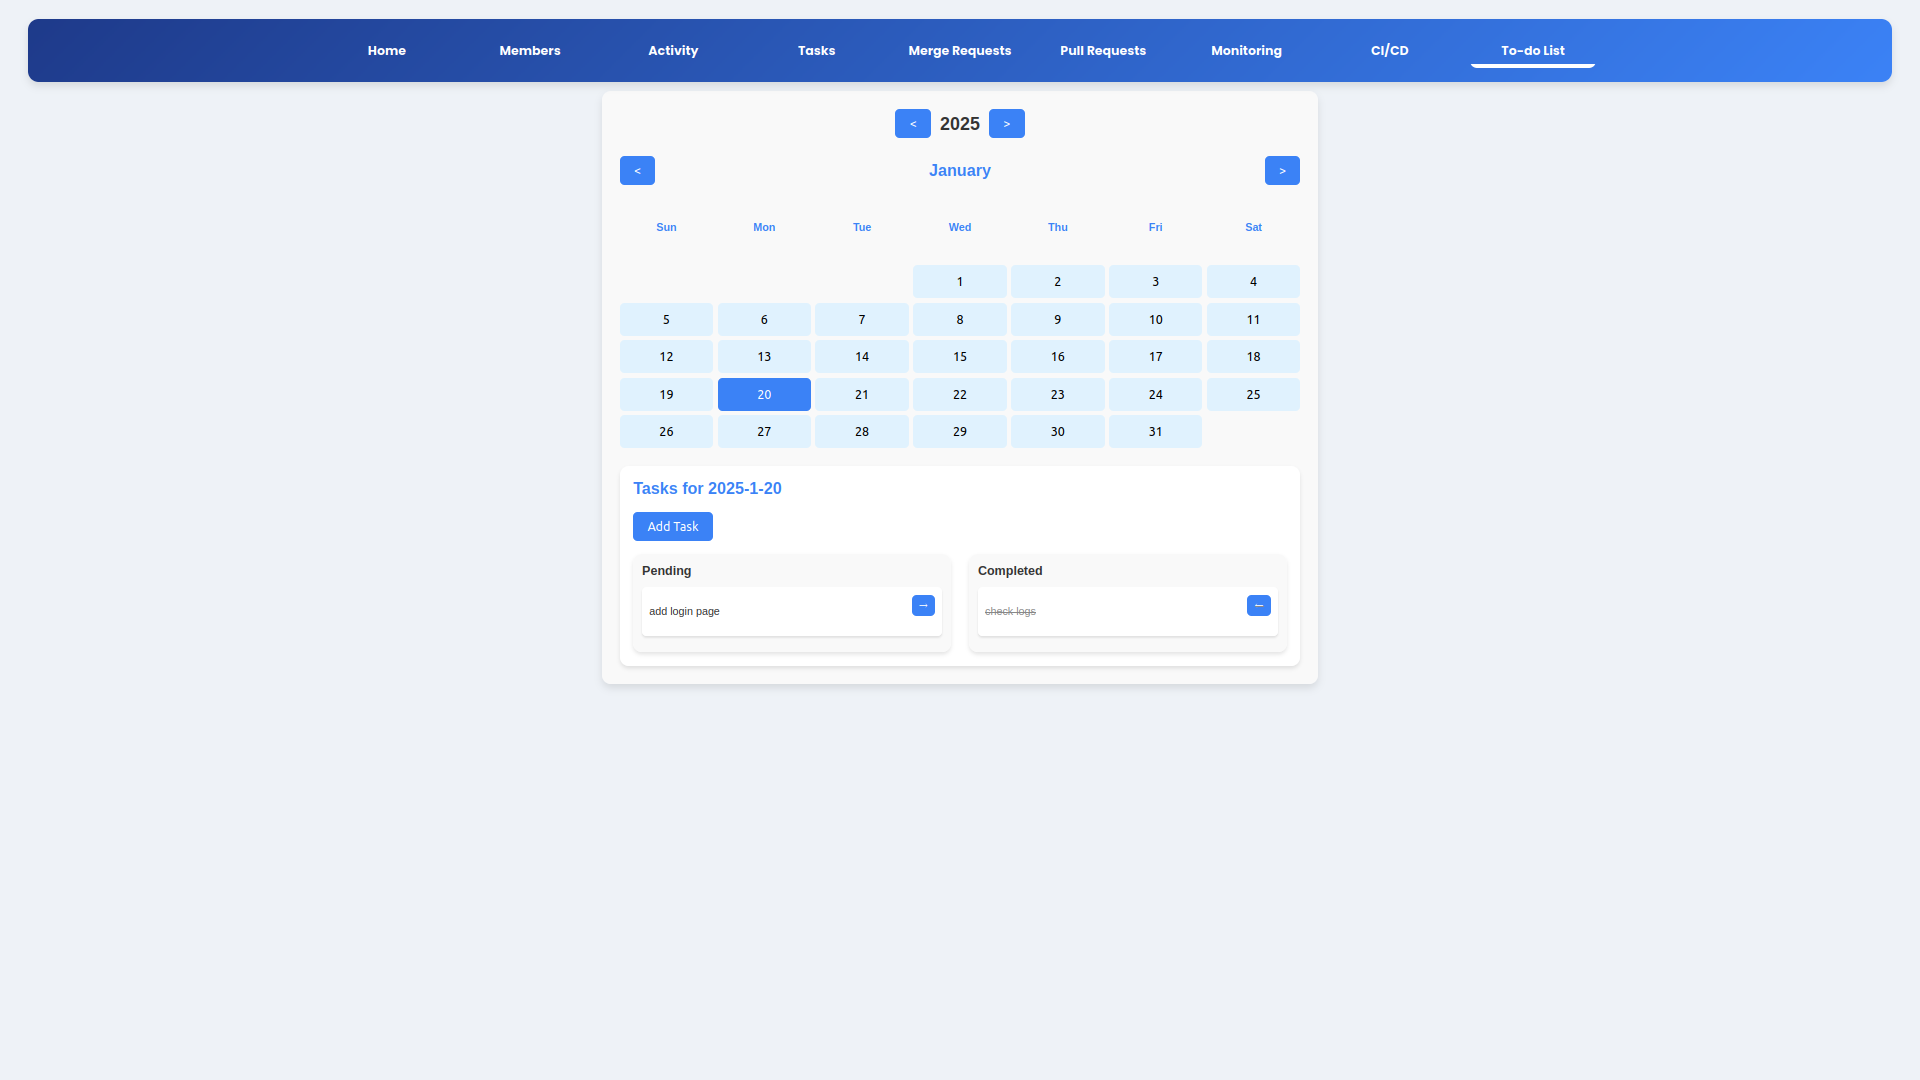 Home Members Activity Tasks Merge Requests Pull Requests Monitoring CI/CD To-do List
< 2025 >
< January >
Sun Mon Tue Wed Thu Fri Sat
1 2 3 4
5 6 7 8 9 10 11
12 13 14 15 16 17 18
19 20 21 22 23 24 25
26 27 28 29 30 31
Tasks for 2025-1-20
Add Task
Pending
add login page →
Completed
check logs ←